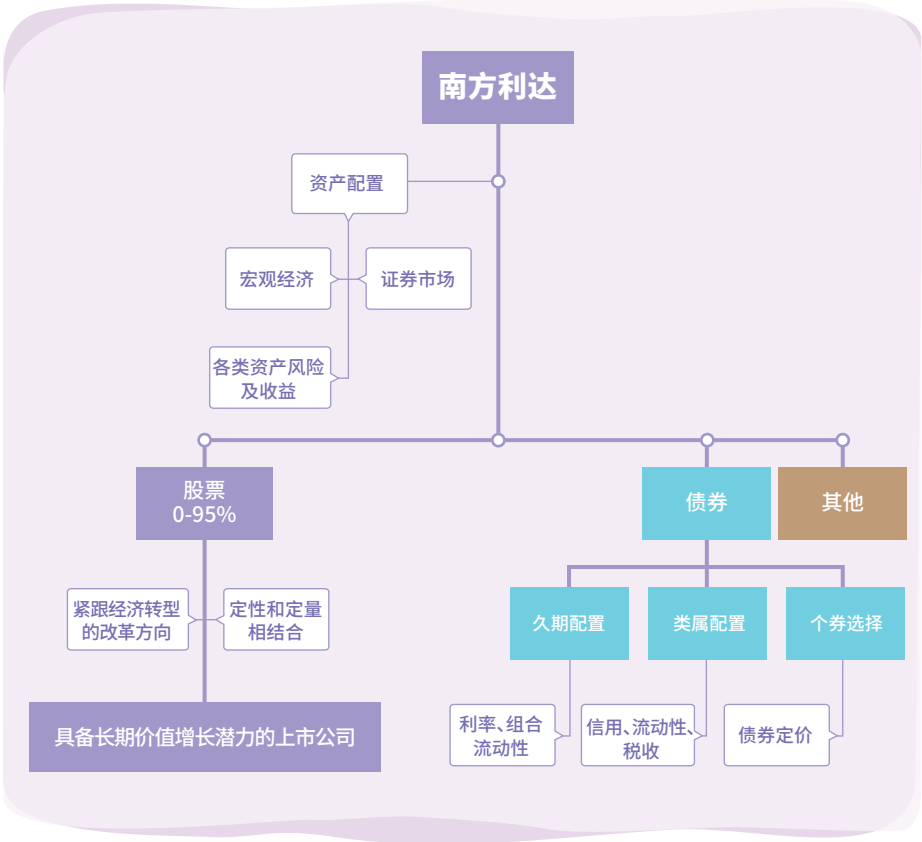 南方利达
资产配置
宏观经济
证券市场
各类资产风险
及收益
股票
0-95%
债券
其他
紧跟经济转型
的改革方向
定性和定量
相结合
久期配置
类属配置
个券选择
具备长期价值增长潜力的上市公司
利率、组合
流动性
信用、流动性、
税收
债券定价